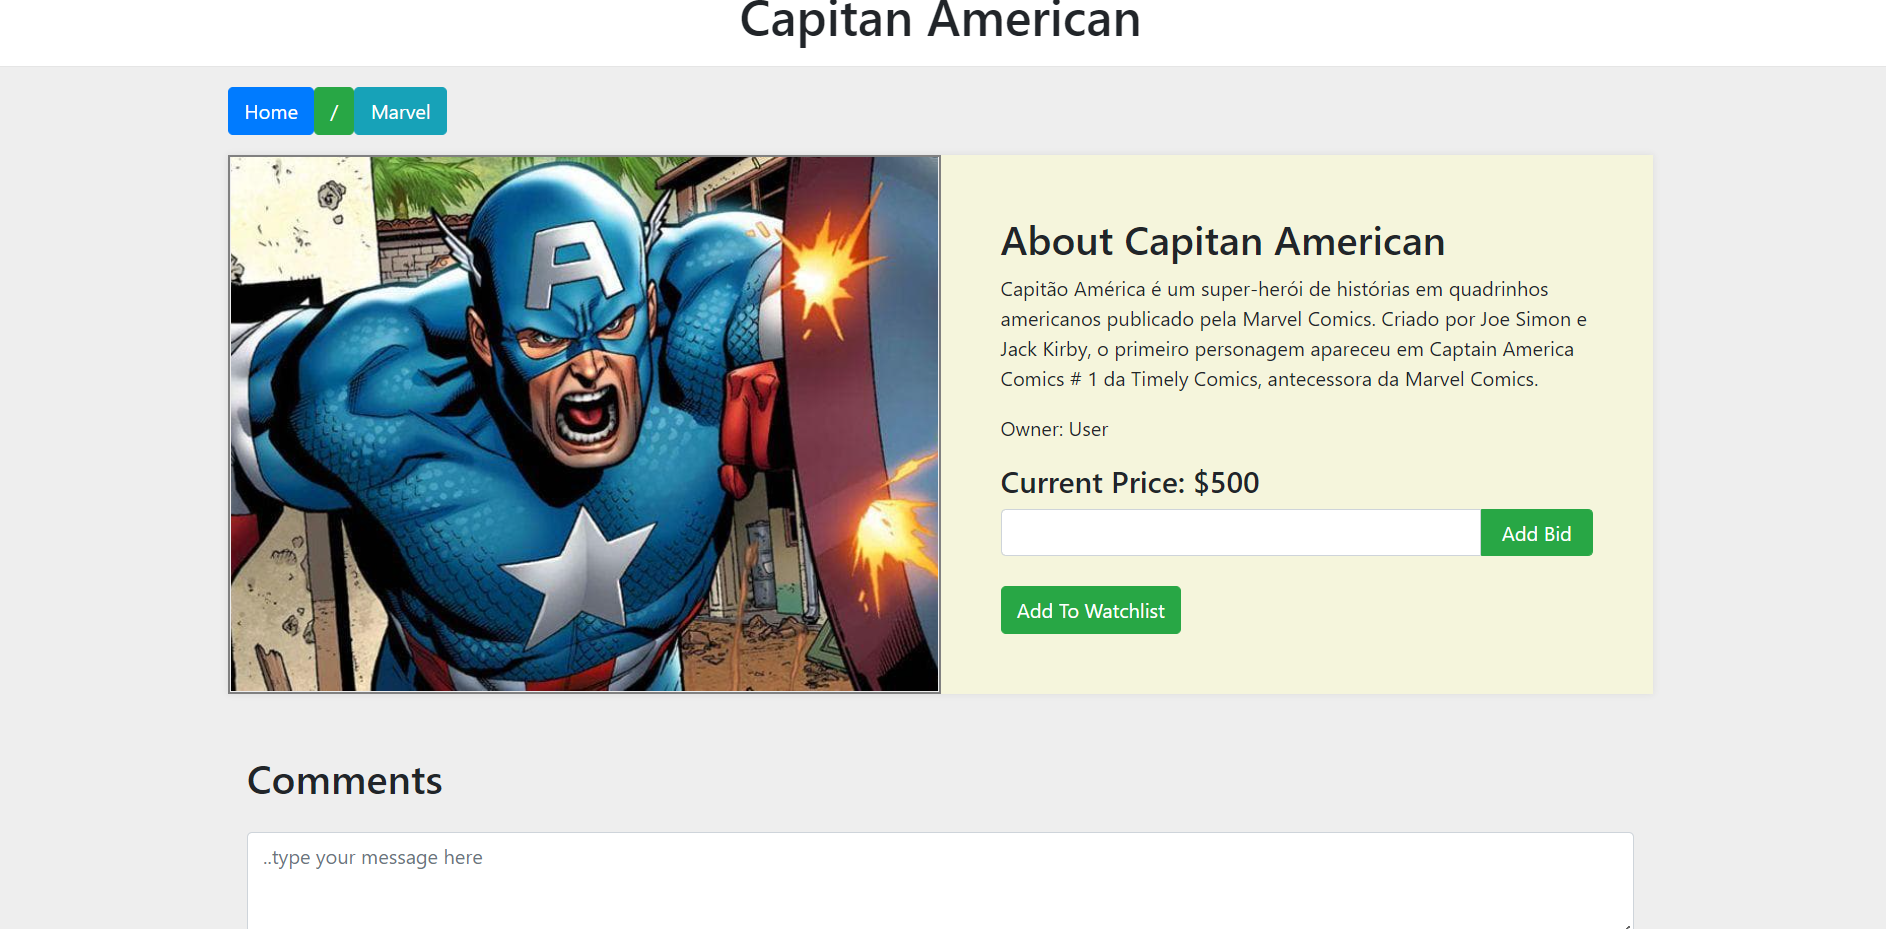 Capitan American
Home / Marvel
A
About Capitan American
Capitão América é um super-herói de histórias em quadrinhos
americanos publicado pela Marvel Comics. Criado por Joe Simon e
Jack Kirby, o primeiro personagem apareceu em Captain America
Comics # 1 da Timely Comics, antecessora da Marvel Comics.
Owner: User
Current Price: $500
Add Bid
Add To Watchlist
Comments
..type your message here